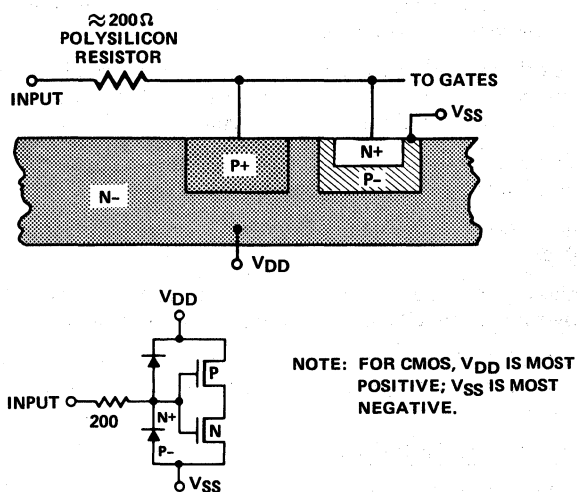 ≈200Ω
POLYSILICON
RESISTOR
INPUT
TO GATES
VSS
P+
N+
P–
N–
VDD
VDD
P
INPUT
200
N+
N
P–
VSS
NOTE: FOR CMOS, VDD IS MOST
POSITIVE; VSS IS MOST
NEGATIVE.